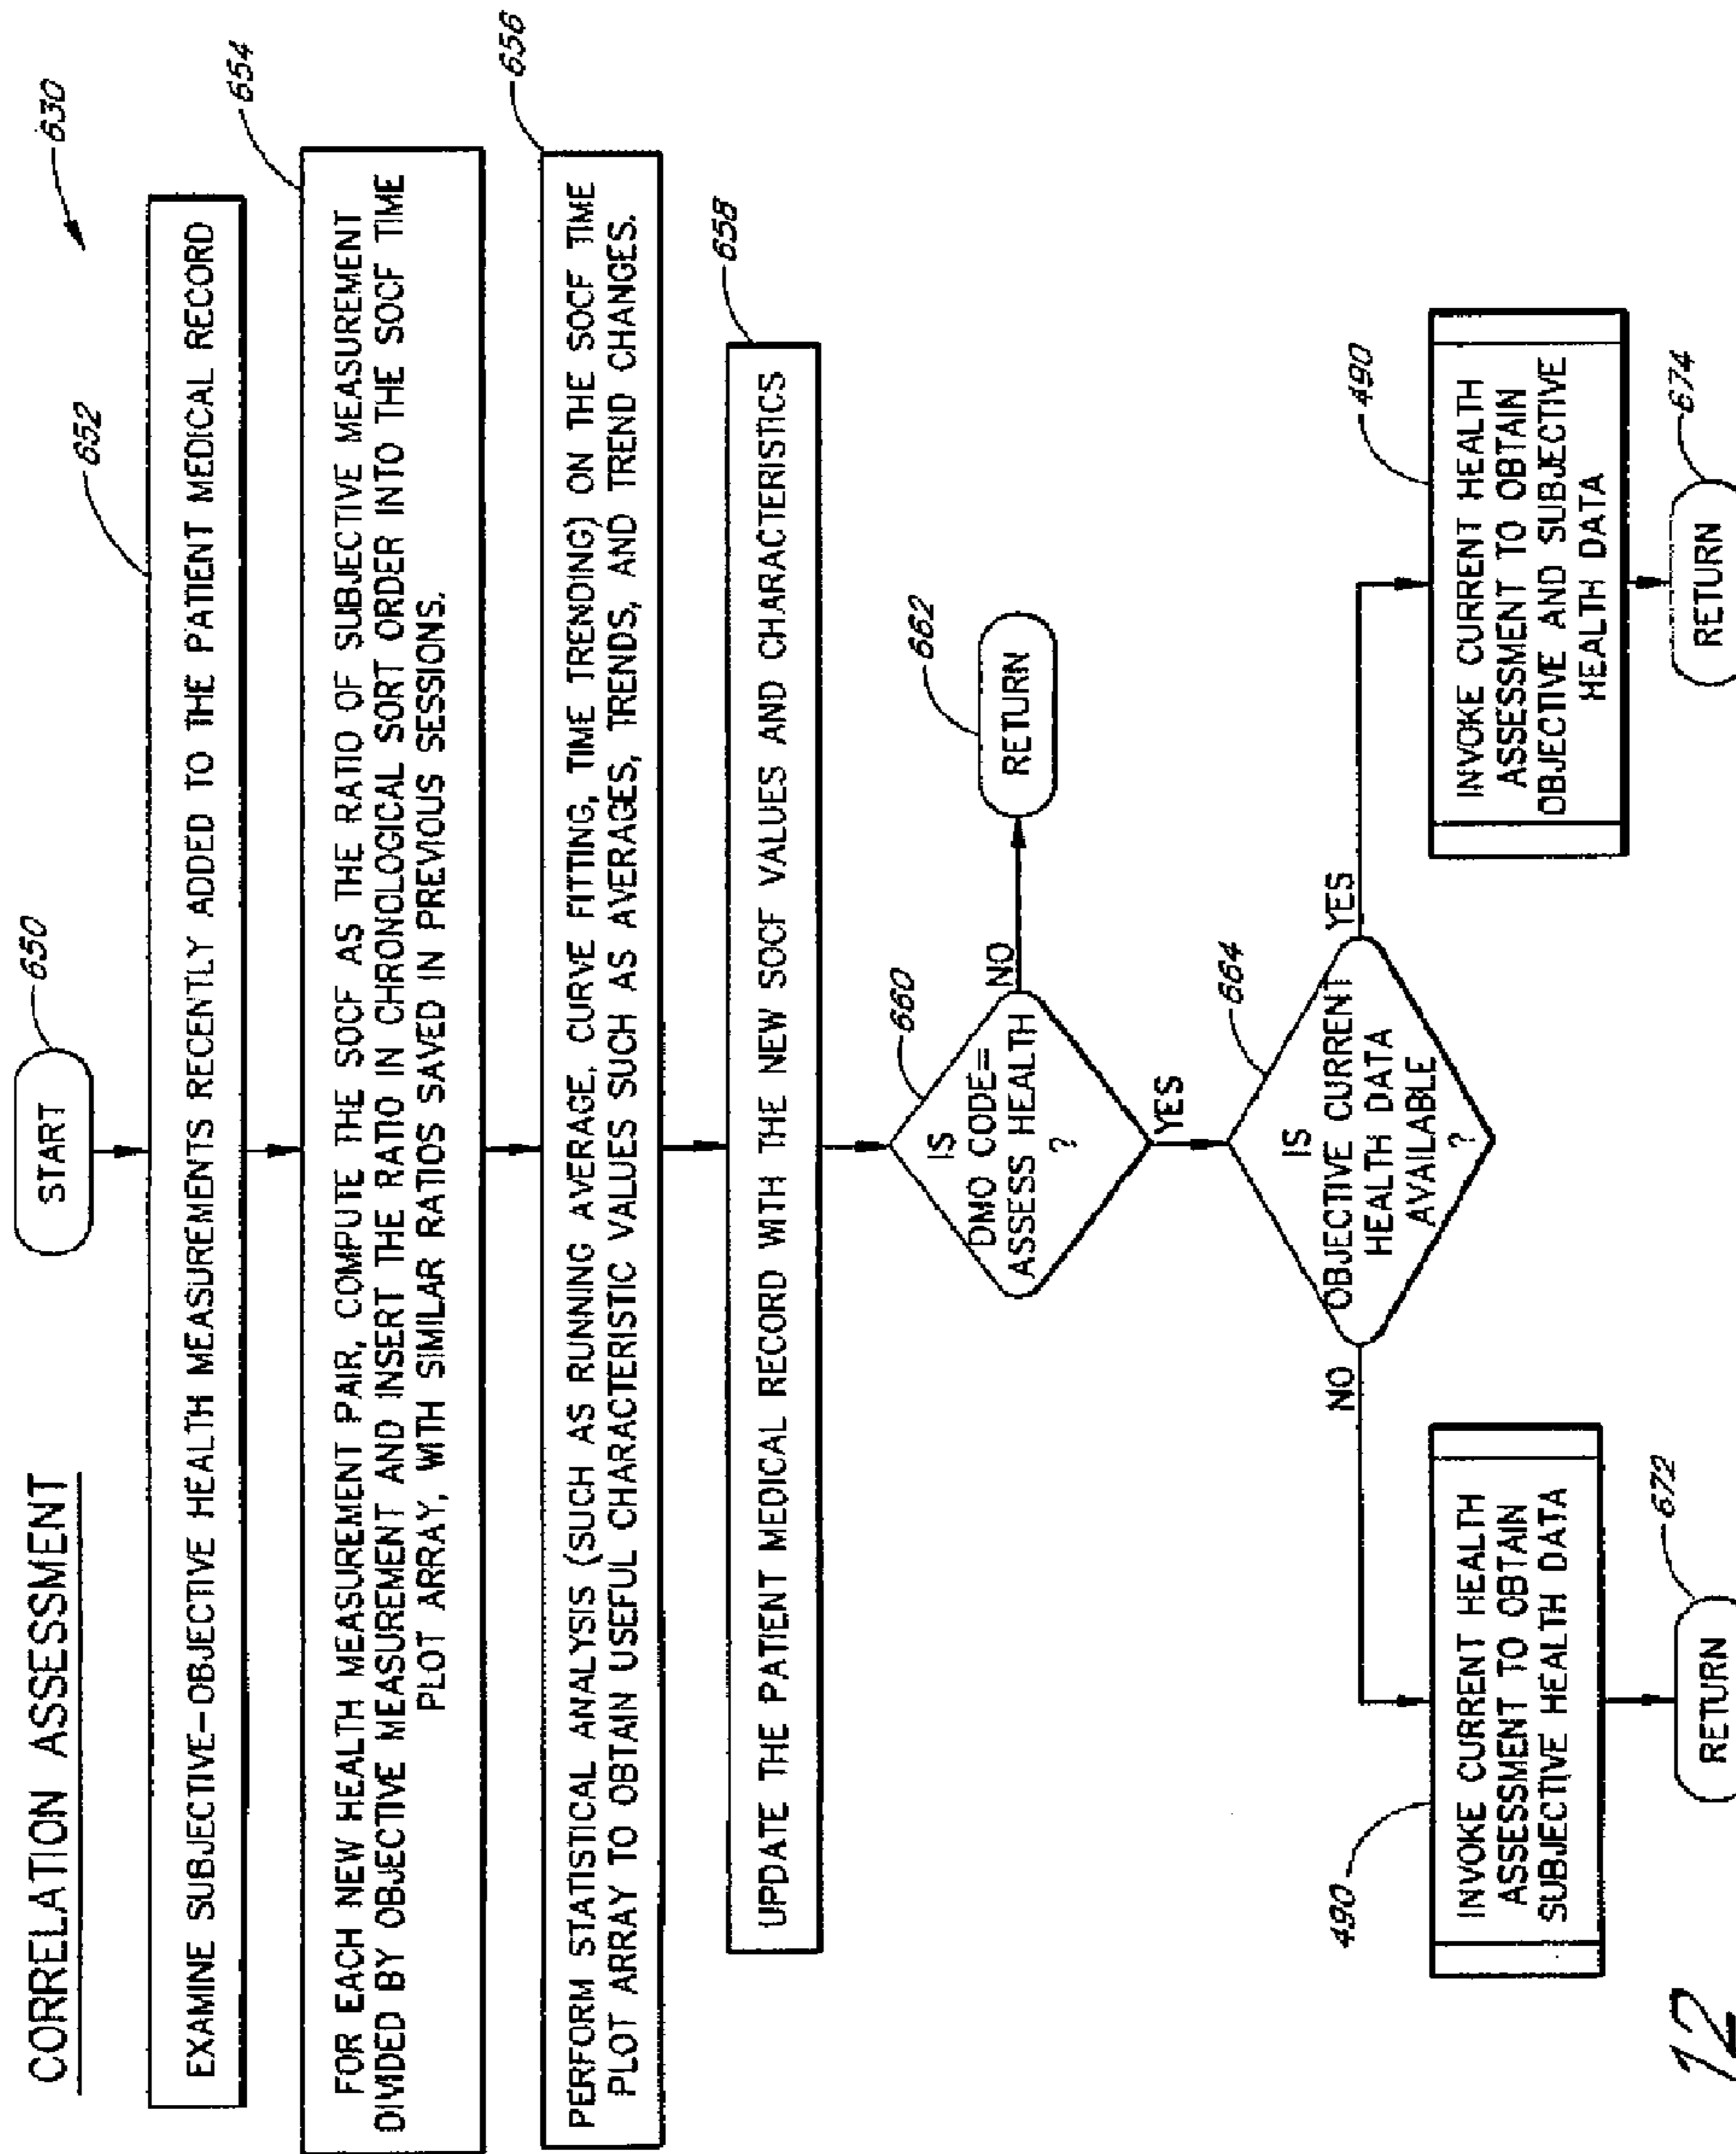 CORRELATION ASSESSMENT
630
START
650
652
EXAMINE SUBJECTIVE-OBJECTIVE HEALTH MEASUREMENTS RECENTLY ADDED TO THE PATIENT MEDICAL RECORD
654
FOR EACH NEW HEALTH MEASUREMENT PAIR, COMPUTE THE SOCF AS THE RATIO OF SUBJECTIVE MEASUREMENT
DIVIDED BY OBJECTIVE MEASUREMENT AND INSERT THE RATIO IN CHRONOLOGICAL SORT ORDER INTO THE SOCF TIME
PLOT ARRAY, WITH SIMILAR RATIOS SAVED IN PREVIOUS SESSIONS.
656
PERFORM STATISTICAL ANALYSIS (SUCH AS RUNNING AVERAGE, CURVE FITTING, TIME TRENDING) ON THE SOCF TIME
PLOT ARRAY TO OBTAIN USEFUL CHARACTERISTIC VALUES SUCH AS AVERAGES, TRENDS, AND TREND CHANGES.
658
UPDATE THE PATIENT MEDICAL RECORD WITH THE NEW SOCF VALUES AND CHARACTERISTICS
660
IS
DMO CODE=
ASSESS HEALTH
?
NO
662
RETURN
YES
664
IS
OBJECTIVE CURRENT
HEALTH DATA
AVAILABLE
?
NO
YES
490
INVOKE CURRENT HEALTH
ASSESSMENT TO OBTAIN
SUBJECTIVE HEALTH DATA
672
RETURN
490
INVOKE CURRENT HEALTH
ASSESSMENT TO OBTAIN
OBJECTIVE AND SUBJECTIVE
HEALTH DATA
674
RETURN
12